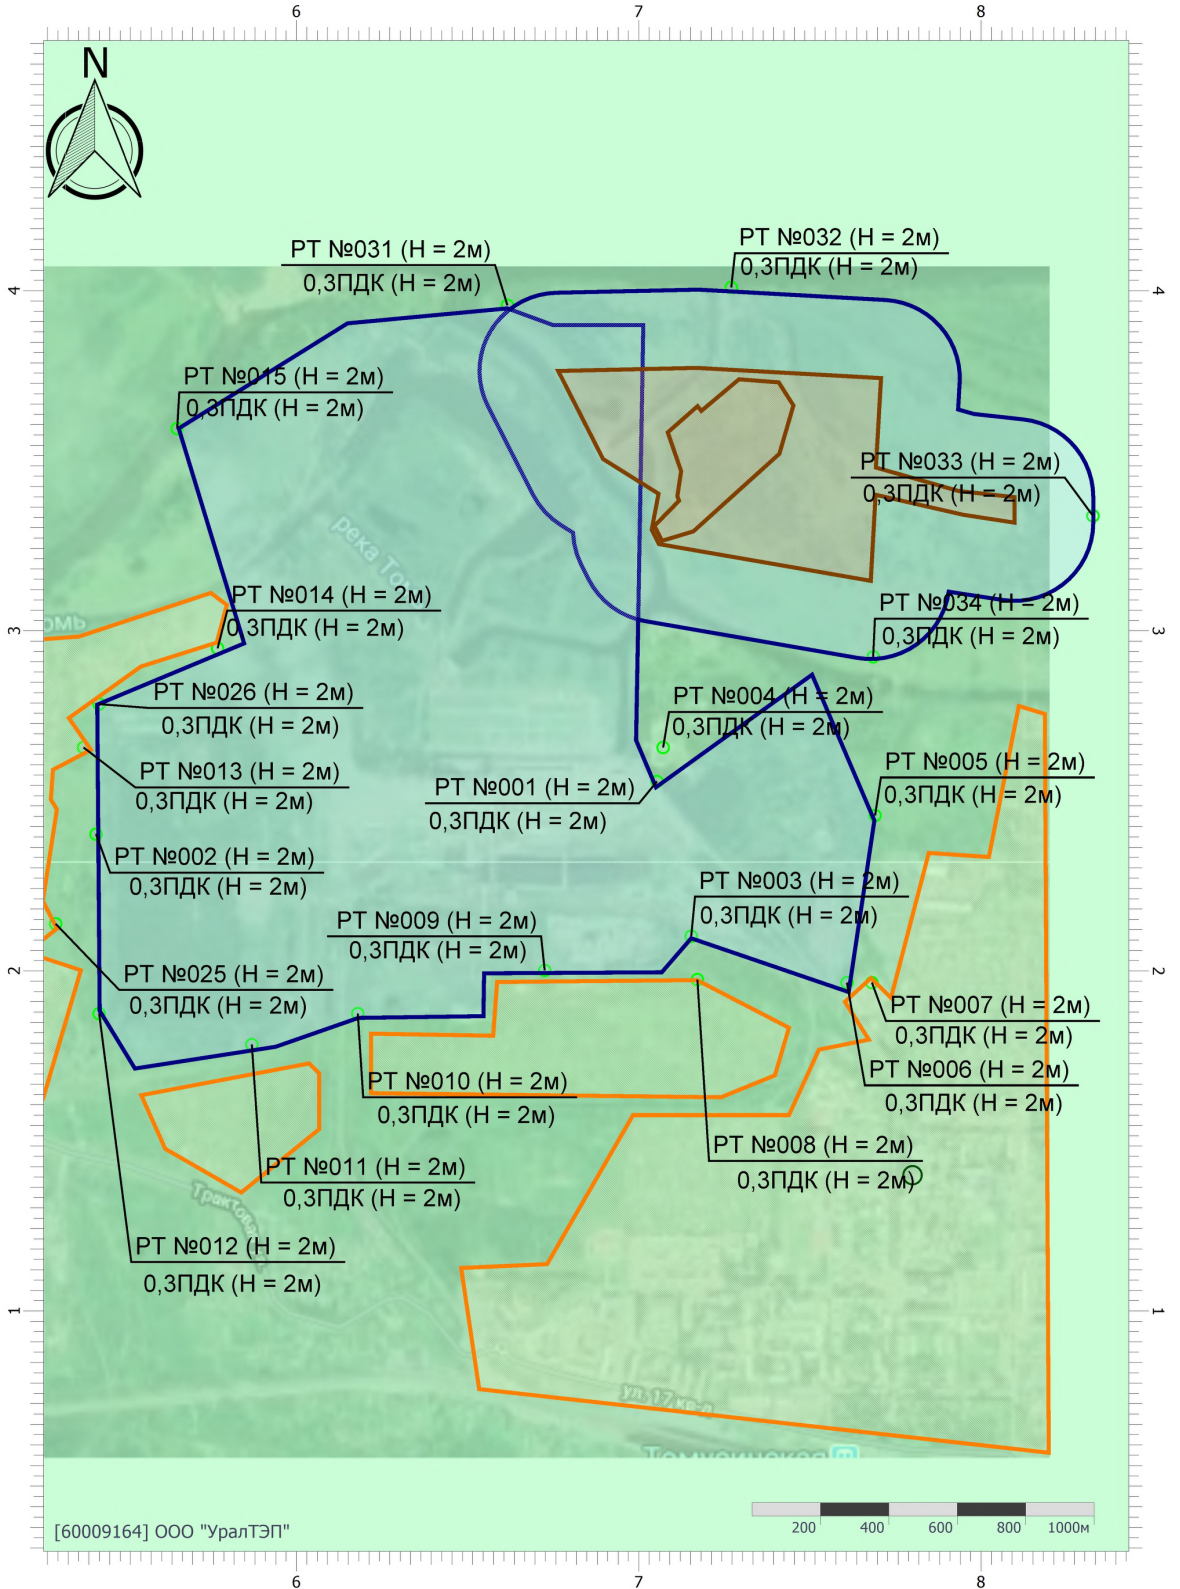 6 7 8
N
РТ №032 (H = 2м)
0,3ПДК (H = 2м)
РТ №031 (H = 2м)
0,3ПДК (H = 2м)
4 4
РТ №015 (H = 2м)
0,3ПДК (H = 2м)
РТ №033 (H = 2м)
0,3ПДК (H = 2м)
река Томь
РТ №014 (H = 2м)
0,3ПДК (H = 2м)
РТ №034 (H = 2м)
0,3ПДК (H = 2м)
омь
3 3
РТ №026 (H = 2м)
0,3ПДК (H = 2м)
РТ №004 (H = 2м)
0,3ПДК (H = 2м)
РТ №013 (H = 2м)
0,3ПДК (H = 2м)
РТ №001 (H = 2м)
0,3ПДК (H = 2м)
РТ №005 (H = 2м)
0,3ПДК (H = 2м)
РТ №002 (H = 2м)
0,3ПДК (H = 2м)
РТ №003 (H = 2м)
0,3ПДК (H = 2м)
РТ №009 (H = 2м)
0,3ПДК (H = 2м)
2 2
РТ №025 (H = 2м)
0,3ПДК (H = 2м)
РТ №007 (H = 2м)
0,3ПДК (H = 2м)
РТ №006 (H = 2м)
0,3ПДК (H = 2м)
РТ №010 (H = 2м)
0,3ПДК (H = 2м)
РТ №008 (H = 2м)
0,3ПДК (H = 2м)
РТ №011 (H = 2м)
0,3ПДК (H = 2м)
РТ №012 (H = 2м)
0,3ПДК (H = 2м)
1 1
ул. 17 кв-л
Томусинская
200 400 600 800 1000м
[60009164] ООО "УралТЭП"
6 7 8